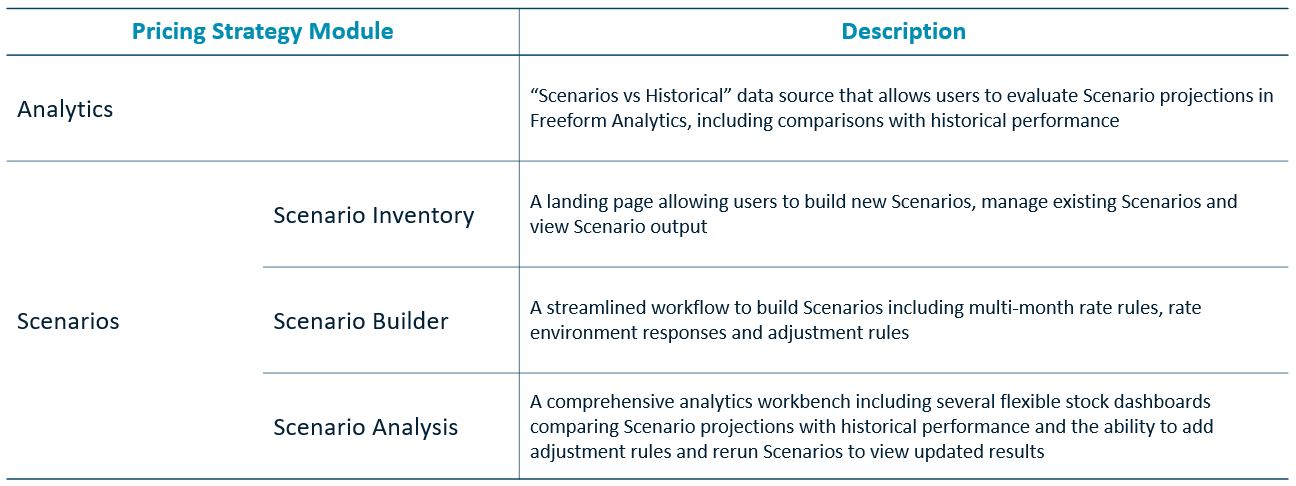 Pricing Strategy Module
Description
Analytics
“Scenarios vs Historical” data source that allows users to evaluate Scenario projections in
Freeform Analytics, including comparisons with historical performance
Scenarios
Scenario Inventory
A landing page allowing users to build new Scenarios, manage existing Scenarios and
view Scenario output
Scenario Builder
A streamlined workflow to build Scenarios including multi-month rate rules, rate
environment responses and adjustment rules
Scenario Analysis
A comprehensive analytics workbench including several flexible stock dashboards
comparing Scenario projections with historical performance and the ability to add
adjustment rules and rerun Scenarios to view updated results